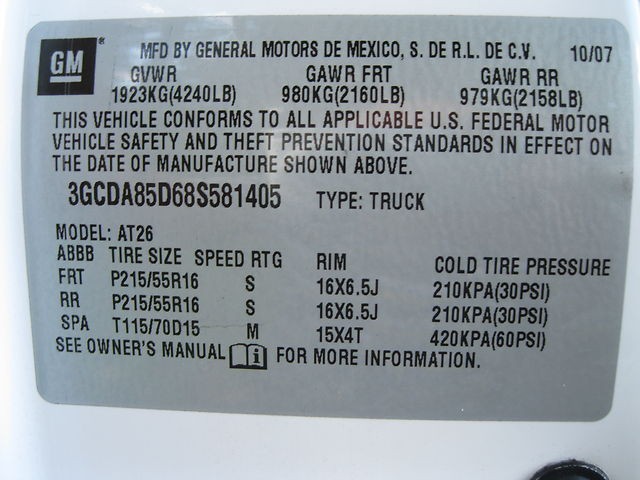 GM ® MFD BY GENERAL MOTORS DE MEXICO, S. DE R.L. DE C.V. 10/07
GVWR GAWR FRT GAWR RR
1923KG(4240LB) 980KG(2160LB) 979KG(2158LB)
THIS VEHICLE CONFORMS TO ALL APPLICABLE U.S. FEDERAL MOTOR
VEHICLE SAFETY AND THEFT PREVENTION STANDARDS IN EFFECT ON
THE DATE OF MANUFACTURE SHOWN ABOVE.
3GCDA85D68S581405 TYPE: TRUCK
MODEL: AT26
ABBB TIRE SIZE SPEED RTG RIM COLD TIRE PRESSURE
FRT P215/55R16 S 16X6.5J 210KPA(30PSI)
RR P215/55R16 S 16X6.5J 210KPA(30PSI)
SPA T115/70D15 M 15X4T 420KPA(60PSI)
SEE OWNER'S MANUAL i FOR MORE INFORMATION.